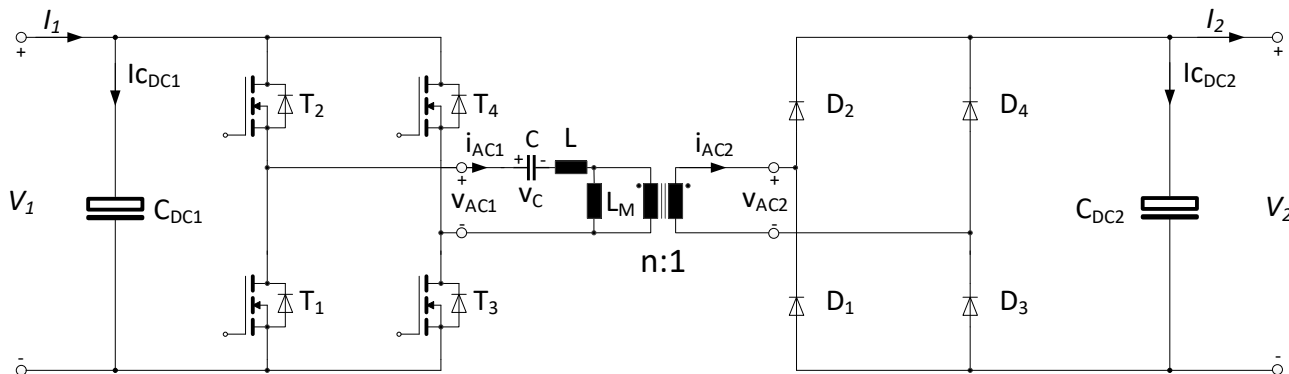 I1
I2
IcDC1
IcDC2
T2
T4
D2
D4
iAC1
C
L
iAC2
+
-
+
+
V1
CDC1
vAC1
vC
LM
vAC2
CDC2
V2
-
-
n:1
T1
T3
D1
D3
+
+
-
-